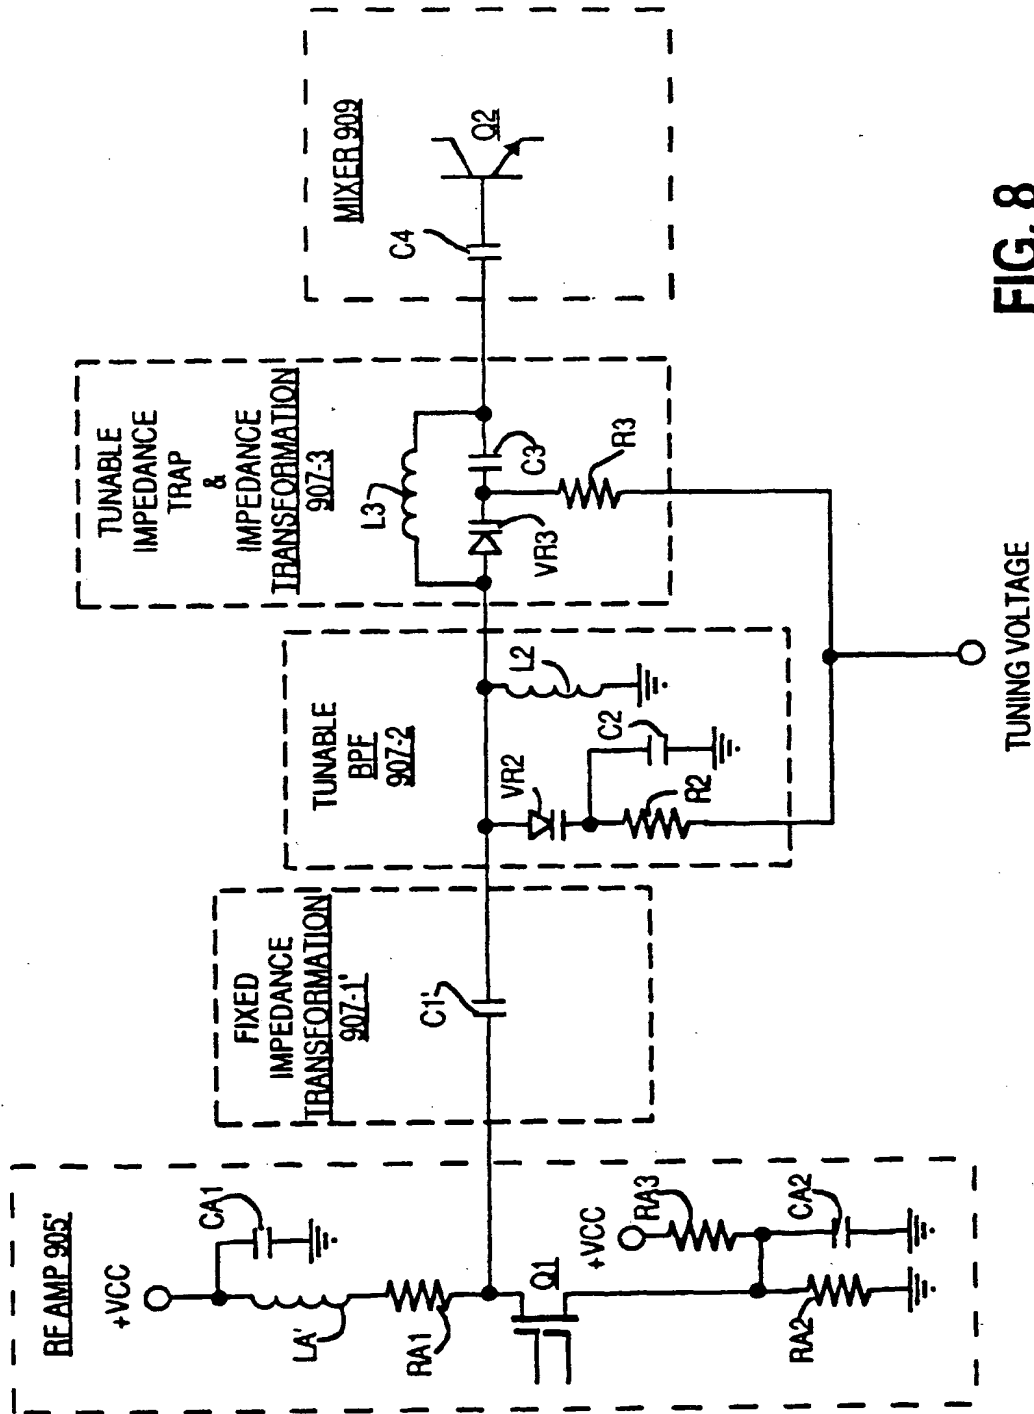 RF AMP 905'
+VCC
CA1
LA'
RA1
Q1
+VCC
RA3
CA2
RA2
FIXED
IMPEDANCE
TRANSFORMATION
907-1'
C1'
TUNABLE
BPF
907-2
VR2
L2
C2
R2
TUNABLE
IMPEDANCE
TRAP
&
IMPEDANCE
TRANSFORMATION
907-3
L3
C3
VR3
R3
MIXER 909
C4
Q2
TUNING VOLTAGE
FIG. 8